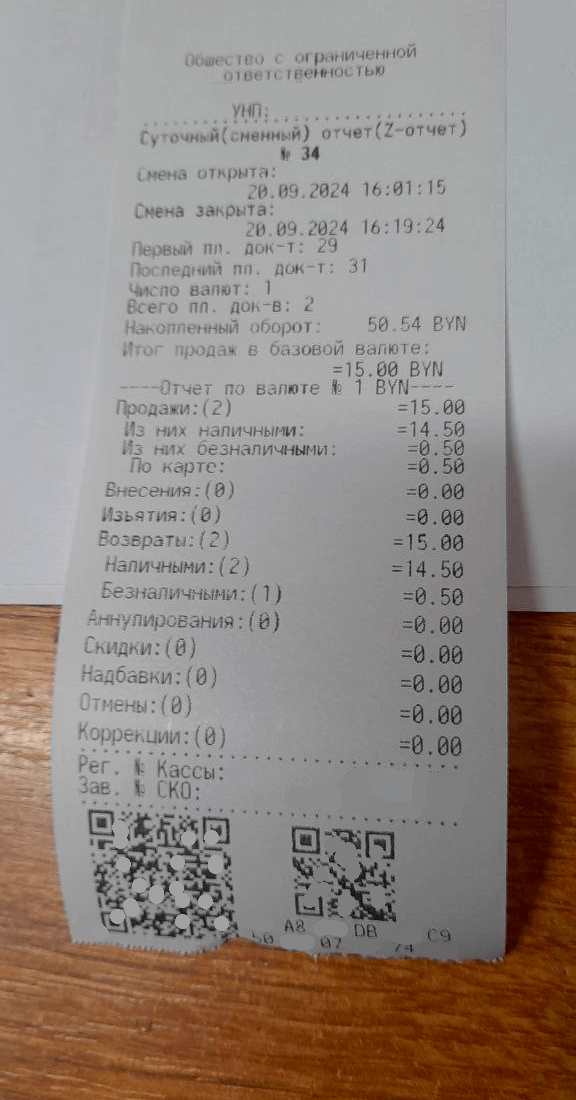 Общество с ограниченной
ответственностью
УНП:
Суточный(сменный) отчет(Z-отчет)
№ 34
Смена открыта:
20.09.2024 16:01:15
Смена закрыта:
20.09.2024 16:19:24
Первый пл. док-т: 29
Последний пл. док-т: 31
Число валют: 1
Всего пл. док-в: 2
Накопленный оборот: 50.54 BYN
Итог продаж в базовой валюте:
=15.00 BYN
----Отчет по валюте № 1 BYN----
Продажи:(2) =15.00
Из них наличными: =14.50
Из них безналичными: =0.50
По карте: =0.50
Внесения:(0) =0.00
Изъятия:(0) =0.00
Возвраты:(2) =15.00
Наличными:(2) =14.50
Безналичными:(1) =0.50
Аннулирования:(0) =0.00
Скидки:(0) =0.00
Надбавки:(0) =0.00
Отмены:(0) =0.00
Коррекции:(0) =0.00
Рег. № Кассы:
Зав. № СКО:
A8 DB C9
07 74